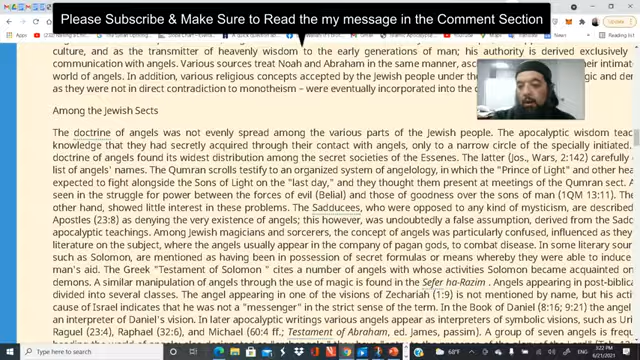 Please Subscribe & Make Sure to Read the my message in the Comment Section
culture, and as the transmitter of heavenly wisdom to the early generations of man; his authority is derived exclusively
communication with angels. Various sources treat Noah and Abraham in the same manner, asc their intimate
world of angels. In addition, various religious concepts accepted by the Jewish people under the gic and de
as they were not in direct contradiction to monotheism – were eventually incorporated into the d
Among the Jewish Sects
The doctrine of angels was not evenly spread among the various parts of the Jewish people. The apocalyptic wisdom teac
knowledge that they had secretly acquired through their contact with angels, only to a narrow circle of the specially initiated.
doctrine of angels found its widest distribution among the secret societies of the Essenes. The latter (Jos., Wars, 2:142) carefully
list of angels' names. The Qumran scrolls testify to an organized system of angelology, in which the "Prince of Light" and other hea
expected to fight alongside the Sons of Light on the "last day," and they thought them present at meetings of the Qumran sect. A
seen in the struggle for power between the forces of evil (Belial) and those of goodness over the sons of man (1QM 13:11). The
other hand, showed little interest in these problems. The Sadducees, who were opposed to any kind of mysticism, are described
Apostles (23:8) as denying the very existence of angels; this however, was undoubtedly a false assumption, derived from the Sad
apocalyptic teachings. Among Jewish magicians and sorcerers, the concept of angels was particularly confused, influenced as they
literature on the subject, where the angels usually appear in the company of pagan gods, to combat disease. In some literary sour
such as Solomon, are mentioned as having been in possession of secret formulas or means whereby they were able to induce
man's aid. The Greek "Testament of Solomon" cites a number of angels with whose activities Solomon became acquainted on
demons. A similar manipulation of angels through the use of magic is found in the Sefer ha-Razim. Angels appearing in post-biblica
divided into several classes. The angel appearing in one of the visions of Zechariah (1:9) is not mentioned by name, but his acti
cause of Israel indicates that he was not a "messenger" in the strict sense of the term. In the Book of Daniel (8:16; 9:21) the angel
an interpreter of Daniel's vision. In later apocalyptic writings various angels appear as interpreters of symbolic visions, such as Uri
Raguel (23:4), Raphael (32:6), and Michael (60:4 ff.; Testament of Abraham, ed. James, passim). A group of seven angels is frequ
Type here to search
68°F
3:22 PM
6/21/2021